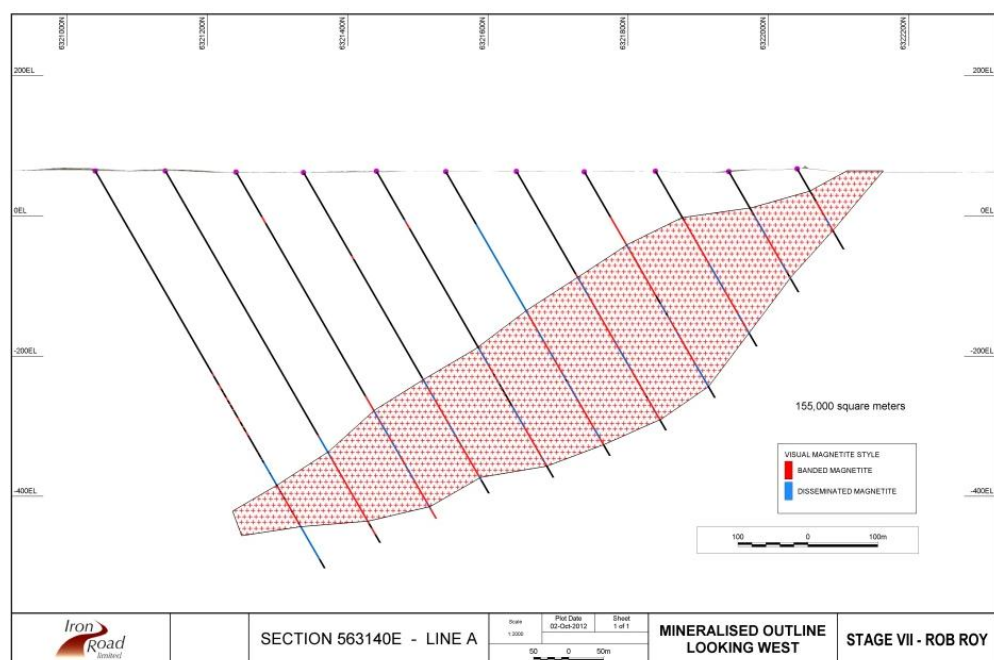 6321000N
6321200N
6321400N
6321600N
6321800N
6322000N
6322200N
200EL
200EL
0EL
0EL
-200EL
-200EL
155,000 square meters
VISUAL MAGNETITE STYLE
BANDED MAGNETITE
DISSEMINATED MAGNETITE
-400EL
-400EL
100 0 100m
Iron
Road
limited
SECTION 563140E - LINE A
Scale
1:2000
Plot Date
02-Oct-2012
Sheet
1 of 1
50 0 50m
MINERALISED OUTLINE
LOOKING WEST
STAGE VII - ROB ROY